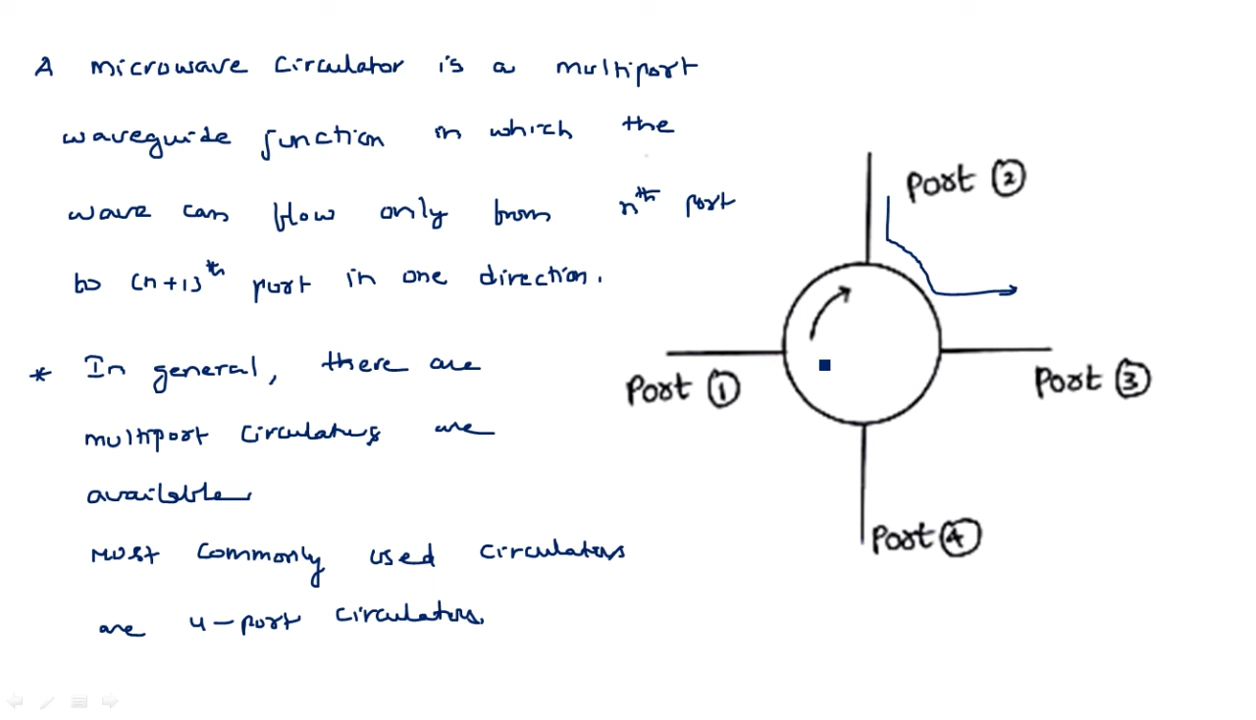 A microwave circulator is a multiport
waveguide junction in which the
wave can flow only from nth port
to (n+1)th port in one direction.
* In general, there are
multiport circulators are
available
Most commonly used circulators
are 4-port circulators.
Port ②
Port ①
Port ③
Port ④